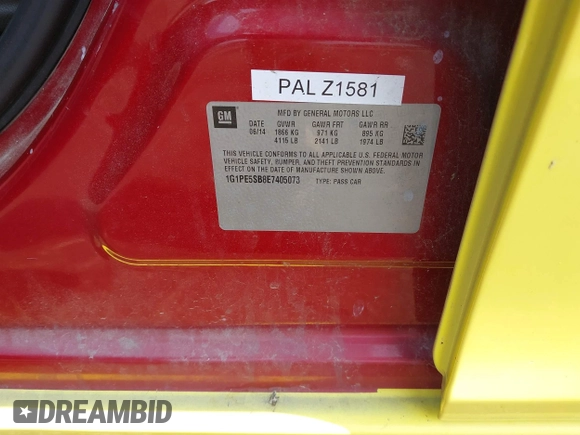 PAL Z1581
GM
MFD BY GENERAL MOTORS LLC
DATE GVWR GAWR FRT GAWR RR
06/14 1866 KG 971 KG 895 KG
4115 LB 2141 LB 1974 LB
THIS VEHICLE CONFORMS TO ALL APPLICABLE U.S. FEDERAL MOTOR
VEHICLE SAFETY, BUMPER, AND THEFT PREVENTION STANDARDS IN
EFFECT ON THE DATE OF MANUFACTURE SHOWN ABOVE.
1G1PE5SB8E7405073 TYPE: PASS CAR
DREAMBID